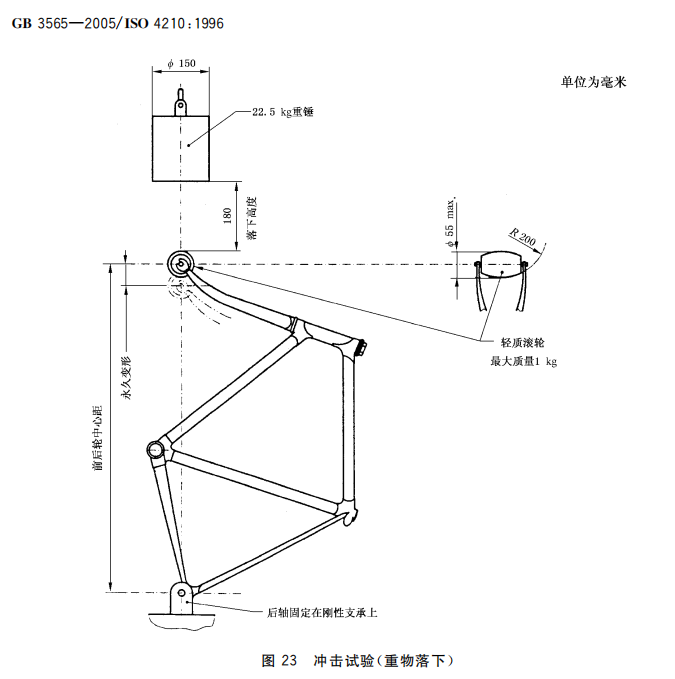 GB 3565—2005/ISO 4210:1996
φ 150
单位为毫米
22.5 kg重锤
180
落下高度
φ 55 max.
R 200
轻质滚轮
最大质量1 kg
永久变形
前后轮中心距
后轴固定在刚性支承上
图 23 冲击试验(重物落下)